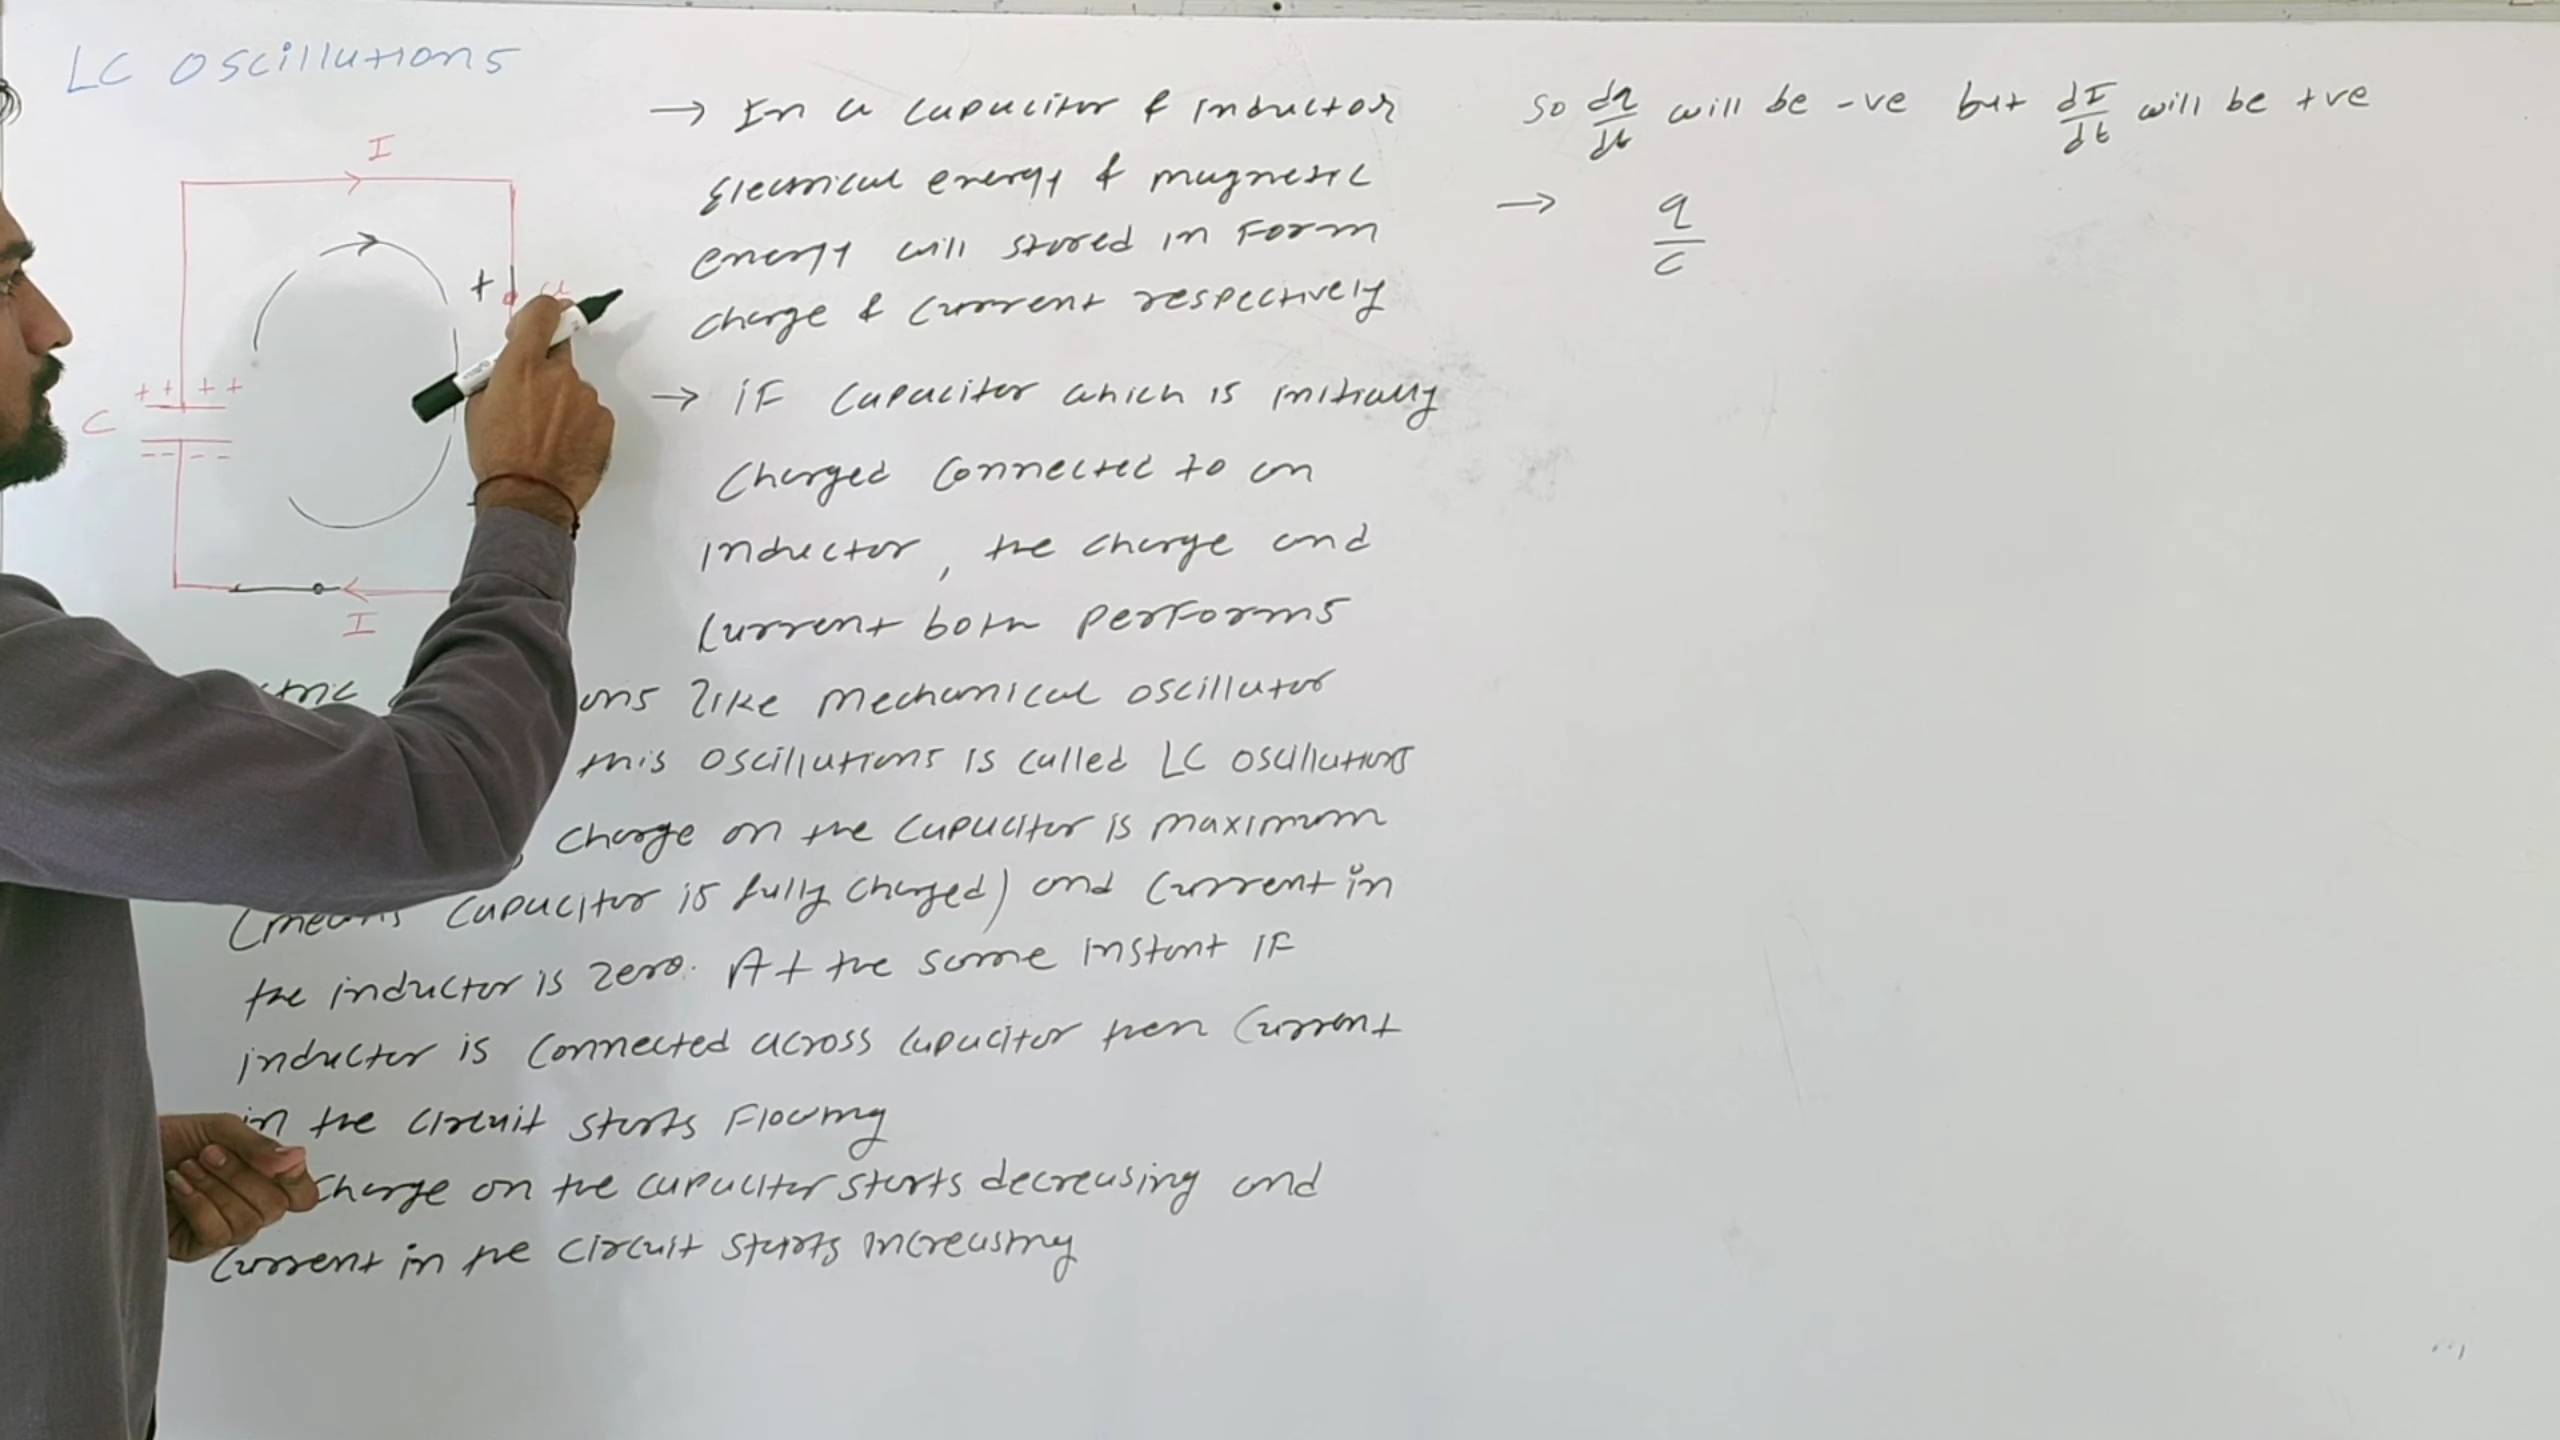 LC oscillations
I
+
+ + + +
C
- - - -
I
→ In a capacitor & inductor
Electrical energy & magnetic
energy will stored in Form
charge & current respectively
→ iF capacitor which is initially
charged connected to an
inductor, the charge and
current both performs
ons like mechanical oscillator
this oscillations is called LC oscillations
charge on the capacitor is maximum
(means capacitor is fully charged) and current in
the inductor is zero. At the same instant iF
inductor is connected across capacitor then current
in the circuit starts Flowing
charge on the capacitor starts decreasing and
current in the circuit starts increasing
So dq/dt will be -ve but dI/dt will be +ve
→ q/c